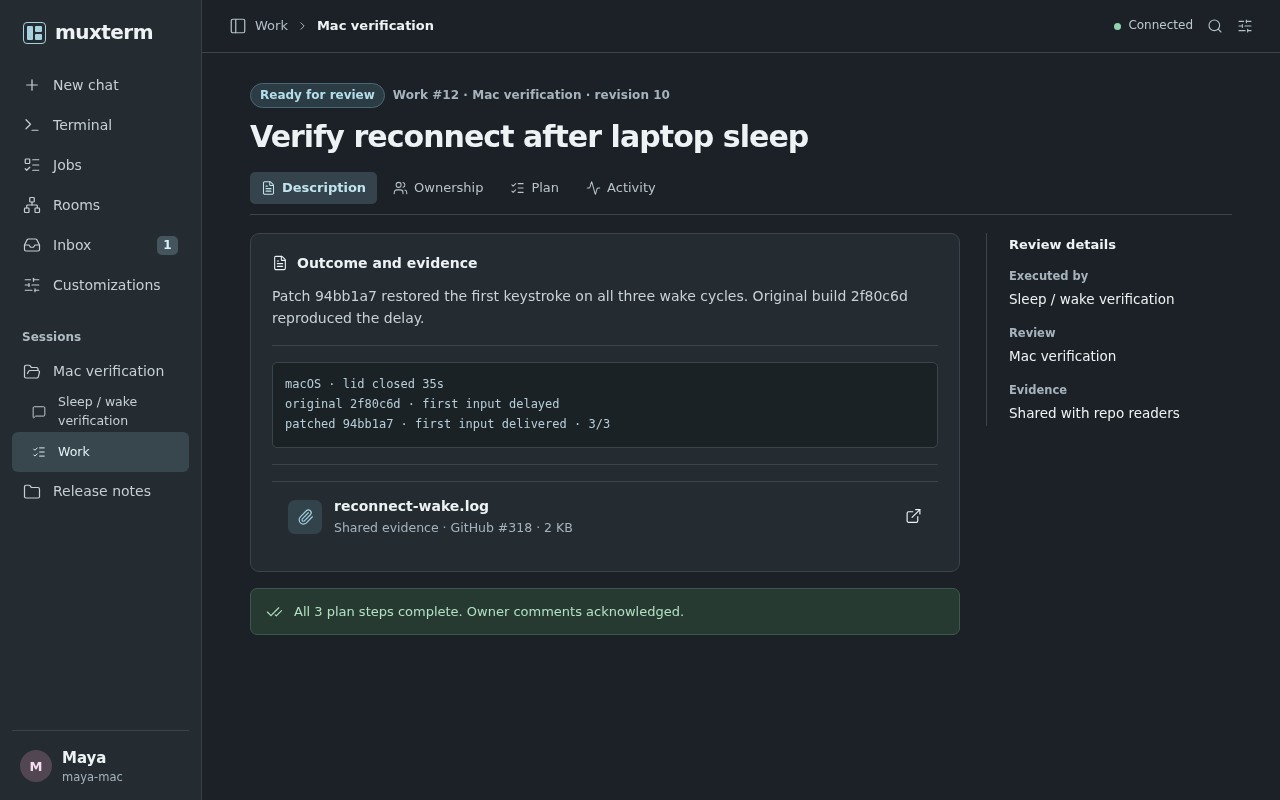 muxterm
New chat
Terminal
Jobs
Rooms
Inbox 1
Customizations
Sessions
Mac verification
Sleep / wake
verification
Work
Release notes
M
Maya
maya-mac
Work Mac verification
Connected
Ready for review Work #12 · Mac verification · revision 10
Verify reconnect after laptop sleep
Description Ownership Plan Activity
Outcome and evidence
Patch 94bb1a7 restored the first keystroke on all three wake cycles. Original build 2f80c6d
reproduced the delay.
macOS · lid closed 35s
original 2f80c6d · first input delayed
patched 94bb1a7 · first input delivered · 3/3
reconnect-wake.log
Shared evidence · GitHub #318 · 2 KB
All 3 plan steps complete. Owner comments acknowledged.
Review details
Executed by
Sleep / wake verification
Review
Mac verification
Evidence
Shared with repo readers